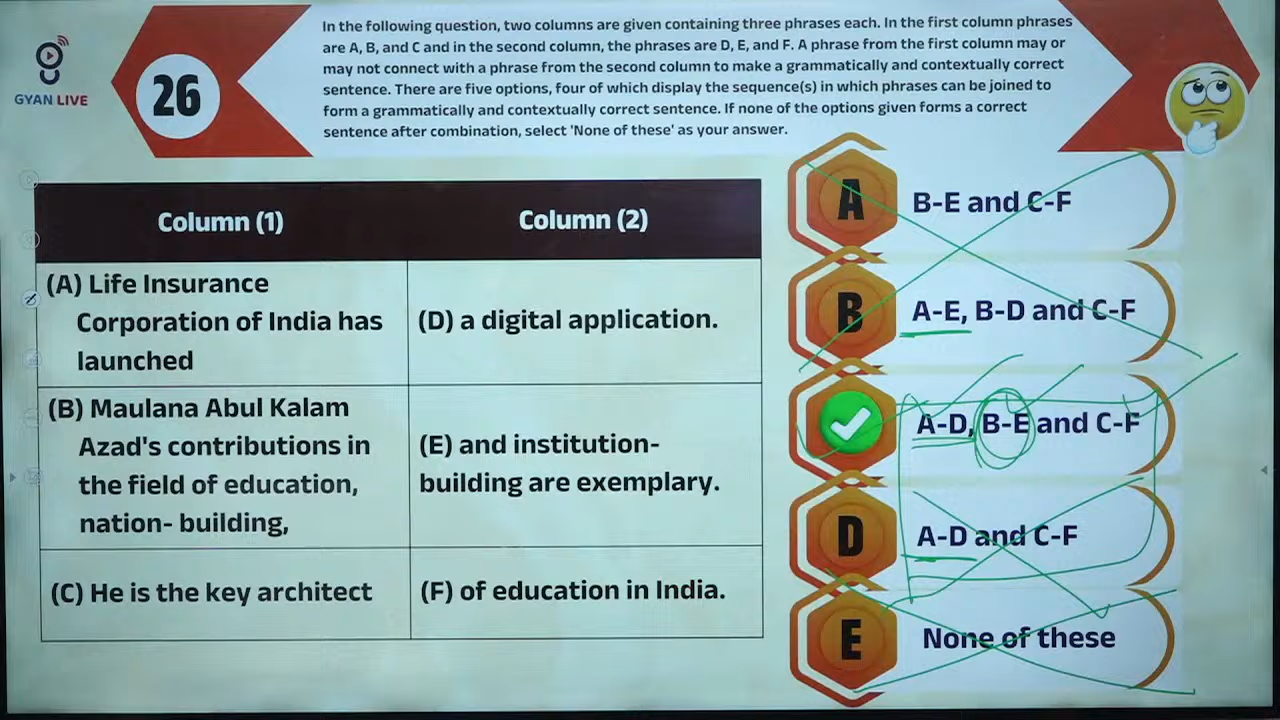 In the following question, two columns are given containing three phrases each. In the first column phrases
are A, B, and C and in the second column, the phrases are D, E, and F. A phrase from the first column may or
may not connect with a phrase from the second column to make a grammatically and contextually correct
sentence. There are five options, four of which display the sequence(s) in which phrases can be joined to
form a grammatically and contextually correct sentence. If none of the options given forms a correct
sentence after combination, select 'None of these' as your answer.
GYAN LIVE
26
Column (1)
Column (2)
(A) Life Insurance
Corporation of India has
launched
(D) a digital application.
(B) Maulana Abul Kalam
Azad's contributions in
the field of education,
nation- building,
(E) and institution-
building are exemplary.
(C) He is the key architect
(F) of education in India.
A B-E and C-F
B A-E, B-D and C-F
A-D, B-E and C-F
D A-D and C-F
E None of these